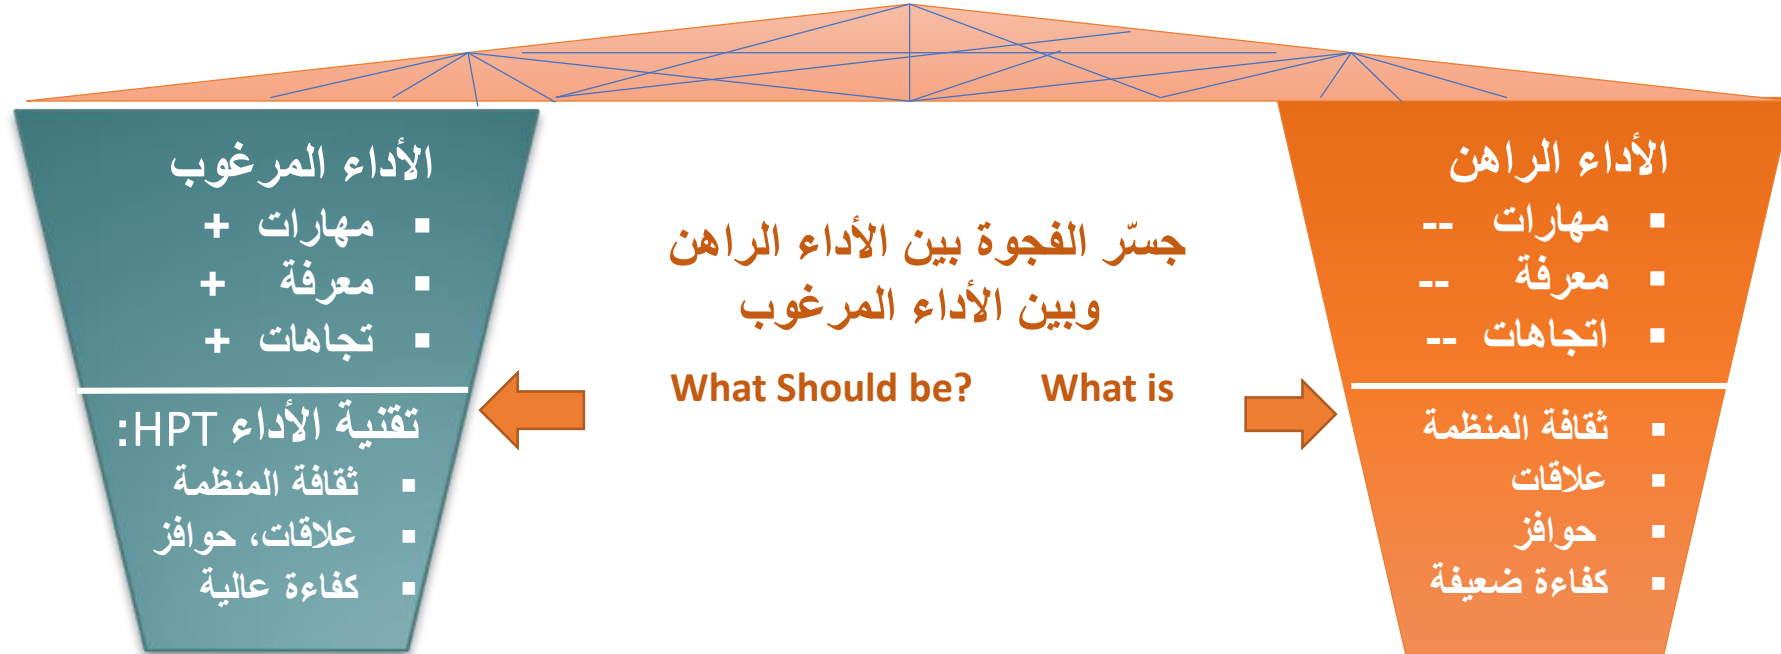 الأداء الراهن
▪ مهارات --
▪ معرفة --
▪ اتجاهات --
▪ ثقافة المنظمة
▪ علاقات
▪ حوافز
▪ كفاءة ضعيفة
جسّر الفجوة بين الأداء الراهن
وبين الأداء المرغوب
What Should be? What is
الأداء المرغوب
▪ مهارات +
▪ معرفة +
▪ تجاهات +
تقنية الأداء HPT:
▪ ثقافة المنظمة
▪ علاقات، حوافز
▪ كفاءة عالية